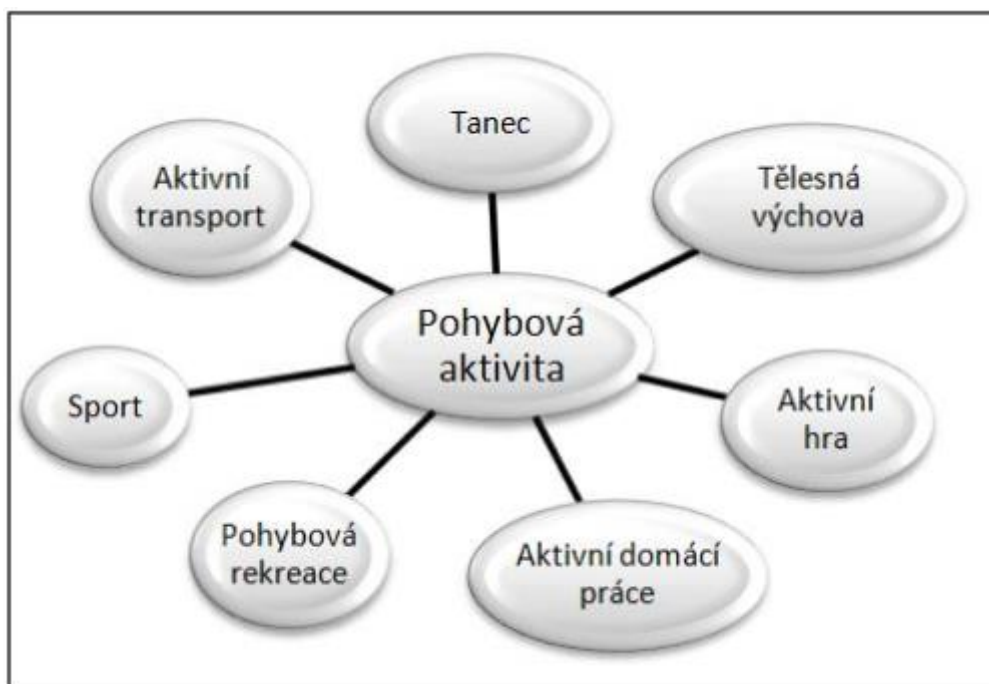 Tanec
Aktivní
transport
Tělesná
výchova
Pohybová
aktivita
Sport
Aktivní
hra
Pohybová
rekreace
Aktivní domácí
práce